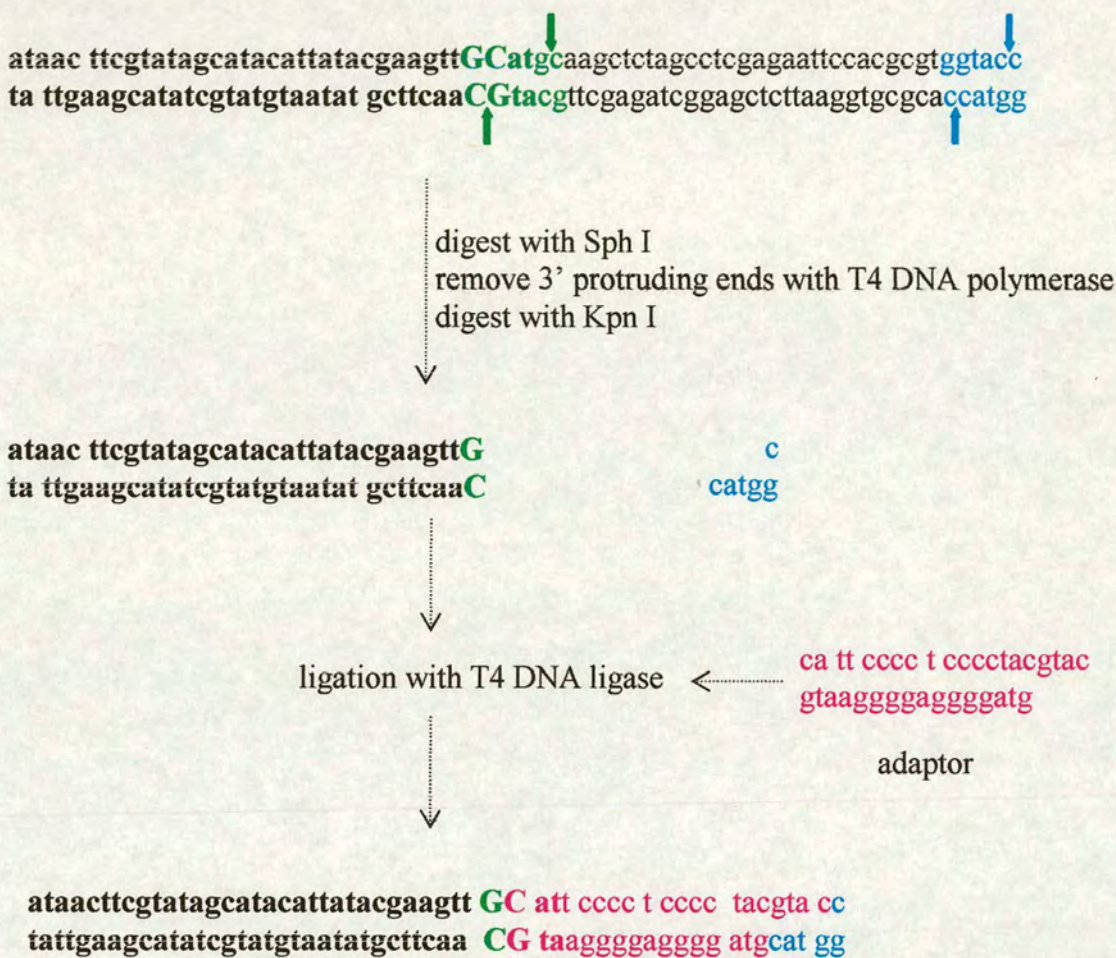 ataac ttcgtatagcatacattatacgaagttGCatgcaagctctagcctcgagaattccacgcgtggtacc
ta ttgaagcatatcgtatgtaatat gcttcaaCGtacgttcgagatcggagctcttaaggtgcgcaccatgg
digest with Sph I
remove 3’ protruding ends with T4 DNA polymerase
digest with Kpn I
ataac ttcgtatagcatacattatacgaagttG c
ta ttgaagcatatcgtatgtaatat gcttcaaC catgg
ligation with T4 DNA ligase
ca tt cccc t cccctacgtac
gtaaggggaggggatg
adaptor
ataacttcgtatagcatacattatacgaagtt GC att cccc t cccc tacgta cc
tattgaagcatatcgtatgtaatatgcttcaa CG taaggggagggg atgcat gg